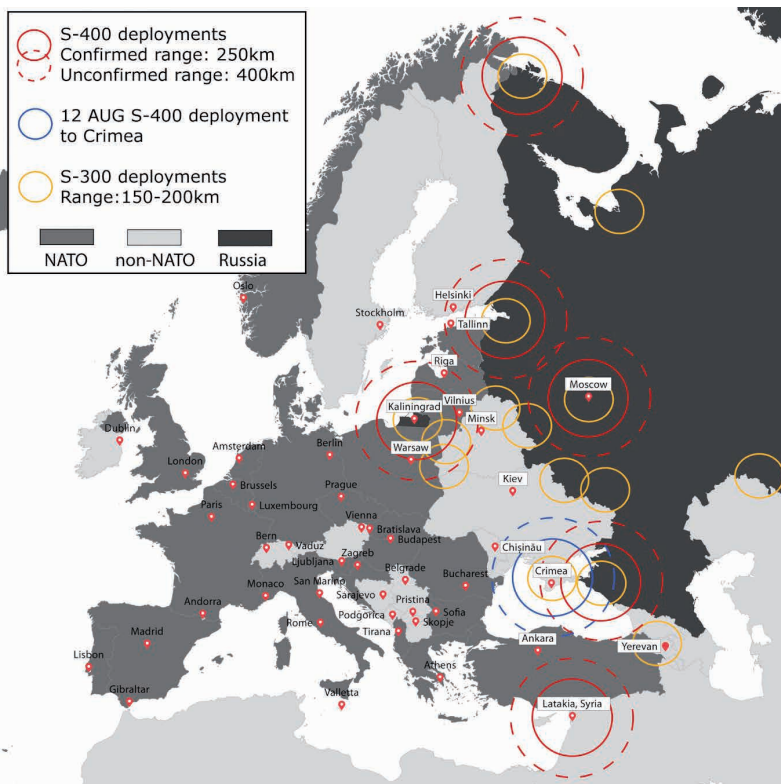 S-400 deployments
Confirmed range: 250km
Unconfirmed range: 400km
12 AUG S-400 deployment
to Crimea
S-300 deployments
Range:150-200km
NATO
non-NATO
Russia
Oslo
Helsinki
Stockholm
Tallinn
Riga
Moscow
Kaliningrad
Vilnius
Minsk
Dublin
Amsterdam
Berlin
Warsaw
London
Brussels
Prague
Kiev
Luxembourg
Paris
Vienna
Bratislava
Bern
Vaduz
Budapest
Chișinău
Ljubljana
Zagreb
Belgrade
Crimea
Monaco
San Marino
Bucharest
Sarajevo
Pristina
Andorra
Podgorica
Sofia
Skopje
Rome
Tirana
Madrid
Ankara
Yerevan
Lisbon
Athens
Gibraltar
Valletta
Latakia, Syria